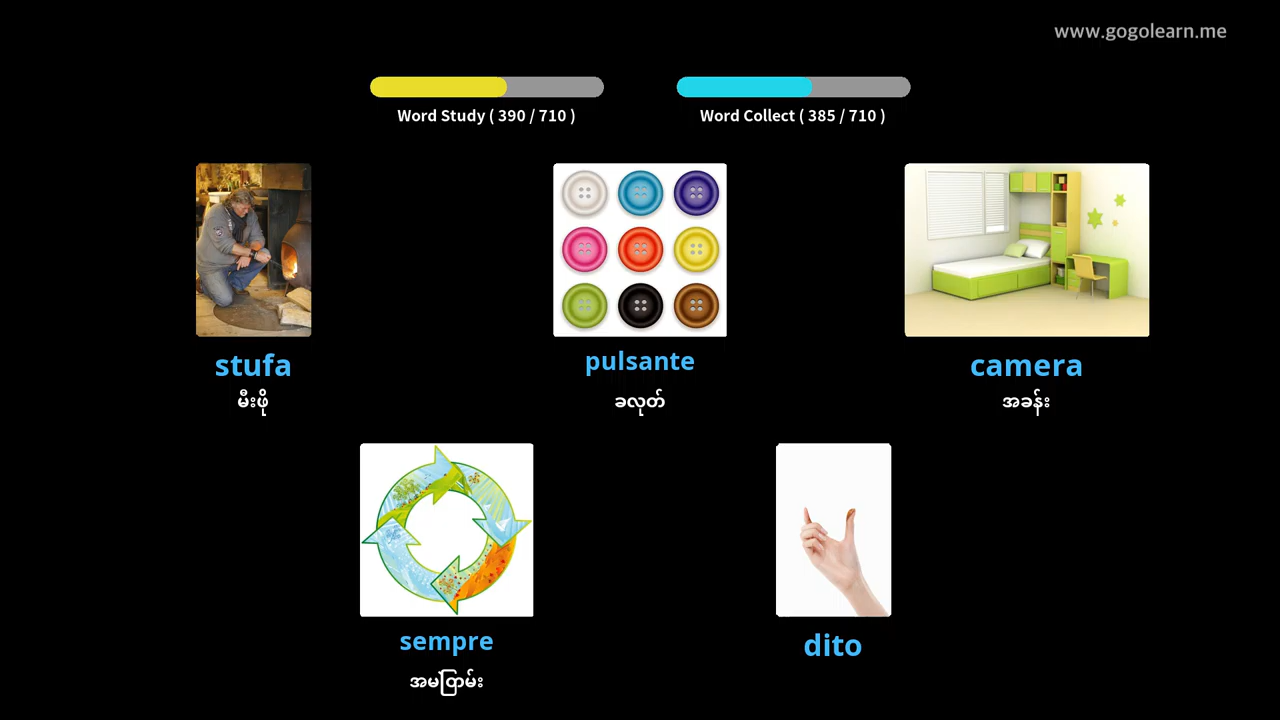 www.gogolearn.me
Word Study ( 390 / 710 )
Word Collect ( 385 / 710 )
stufa
pulsante
camera
မီးဖို
ခလုတ်
အခန်း
sempre
dito
အမြဲတမ်း